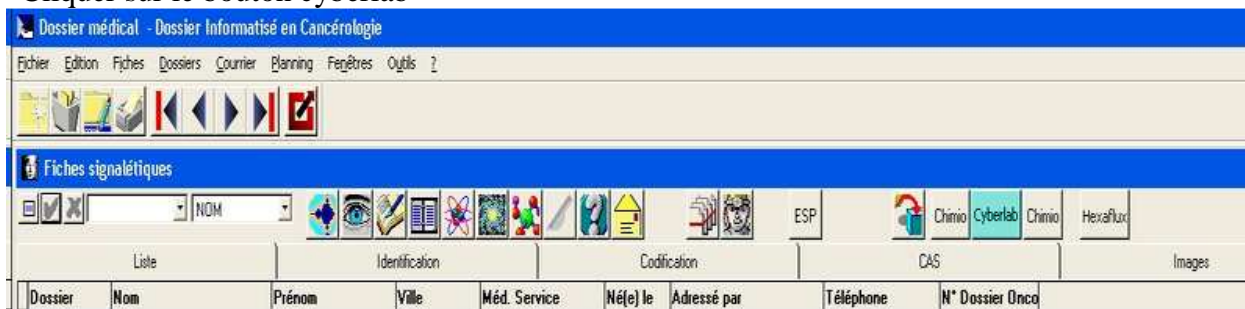 Cliquer sur le bouton cyberlab
Dossier médical - Dossier Informatisé en Cancérologie
Fichier Edition Fiches Dossiers Courrier Planning Fenêtres Outils ?
Fiches signalétiques
NOM ESP Chimio Cyberlab Chimio Hexaflux
Liste Identification Codification CAS Images
Dossier Nom Prénom Ville Méd. Service Né(e) le Adressé par Téléphone N° Dossier Onco